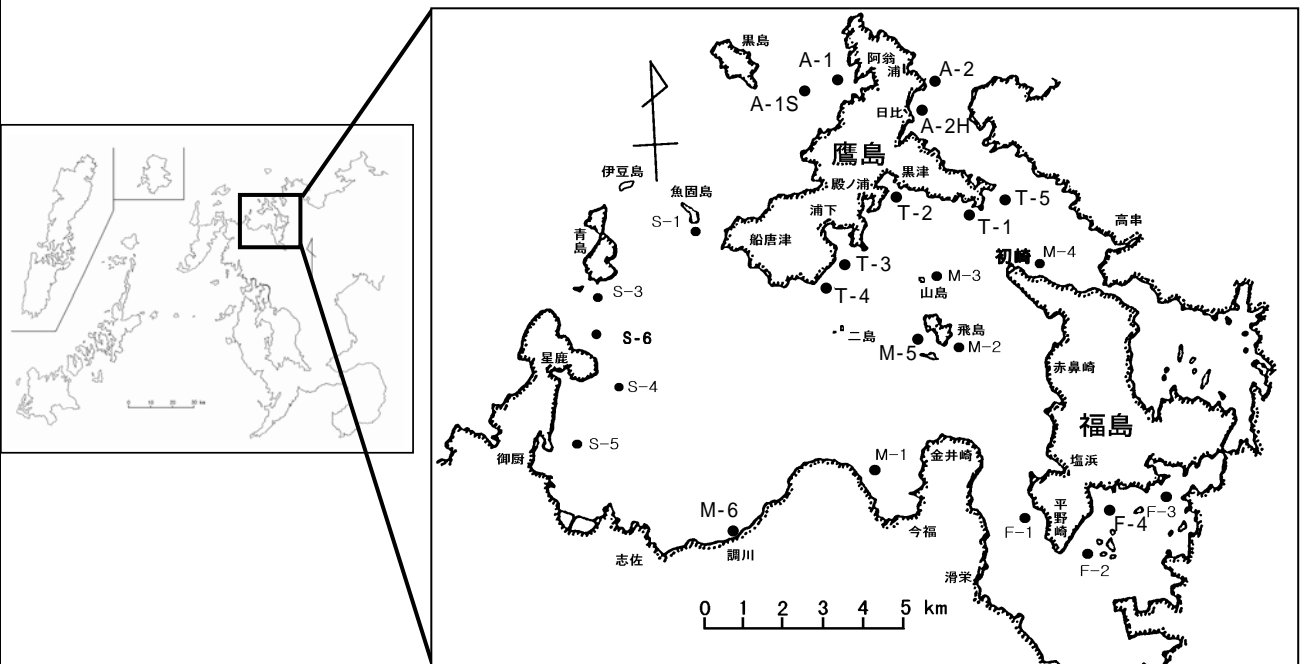 黒島
A-1
阿翁
浦
A-2
A-1S
日比
A-2H
鷹島
伊豆島
黒津
殿ノ浦
魚固島
S-1
T-5
浦下
T-2
T-1
高串
青島
船唐津
初崎
M-4
T-3
M-3
山島
S-3
T-4
飛島
二島
S-6
M-5
M-2
星鹿
赤鼻崎
S-4
福島
S-5
御厨
M-1
金井崎
塩浜
M-6
平野崎
F-3
F-4
F-1
今福
志佐
調川
F-2
滑栄
0 1 2 3 4 5 km